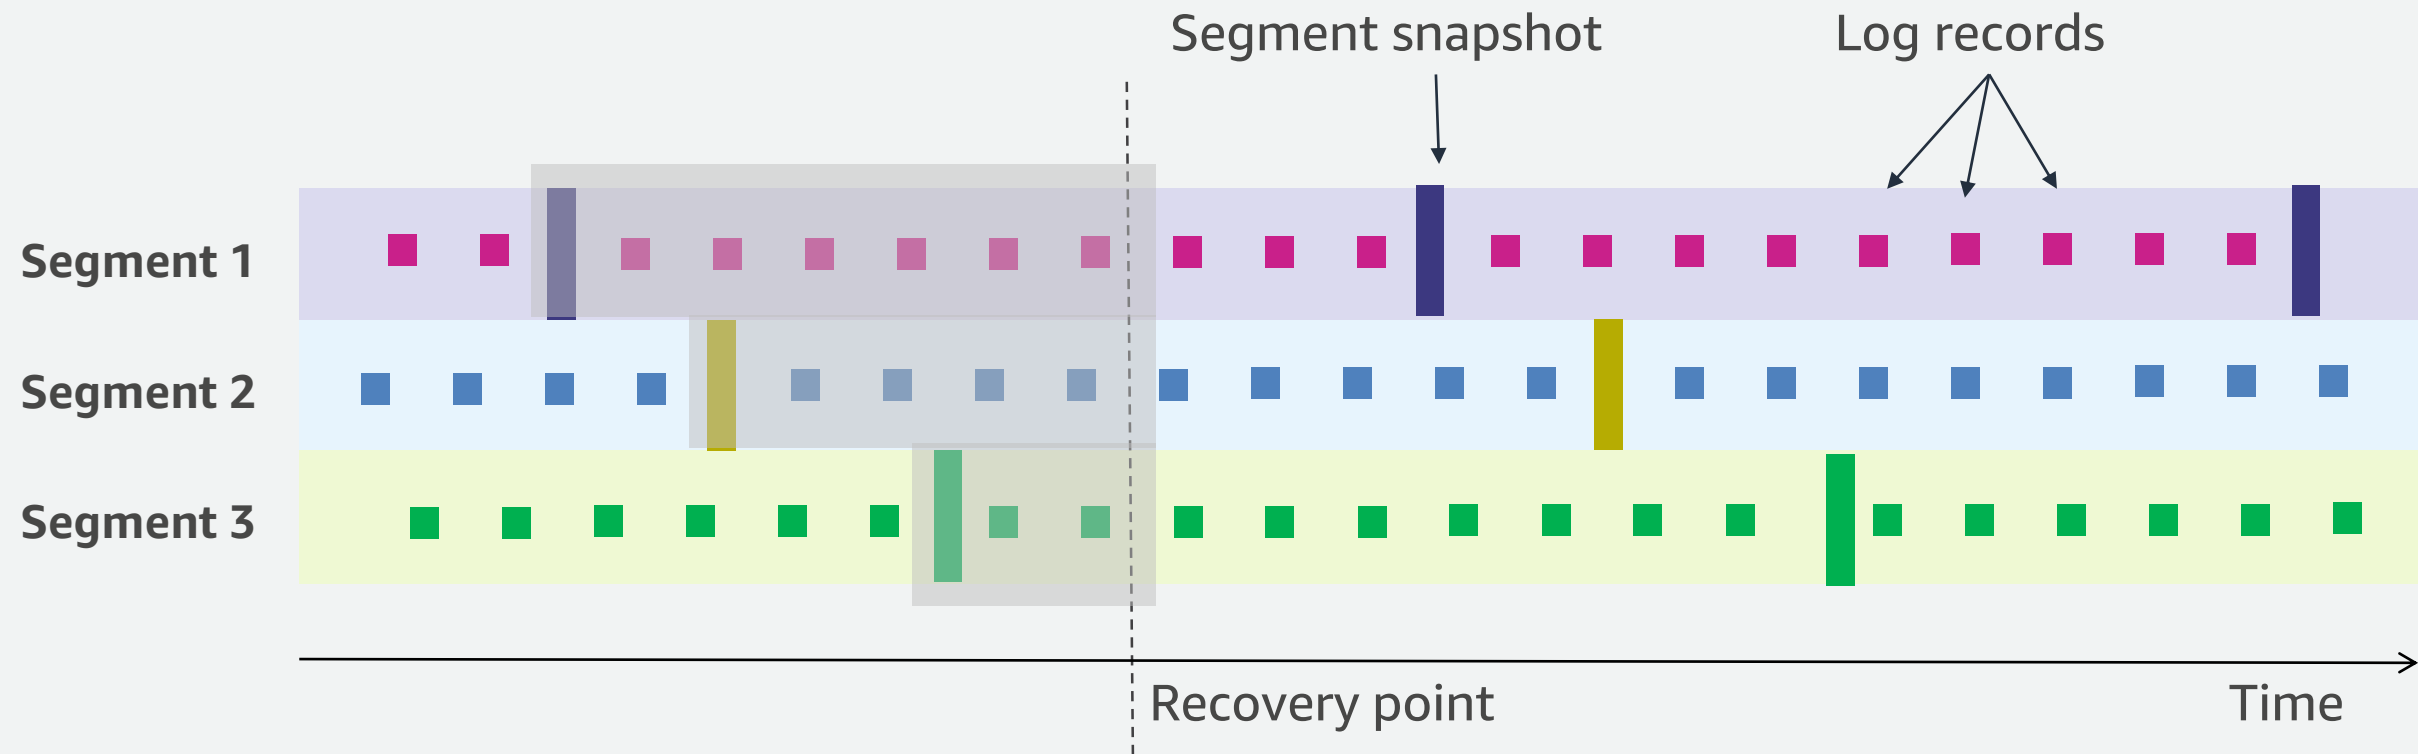 Segment snapshot
Log records
Segment 1
Segment 2
Segment 3
Recovery point
Time